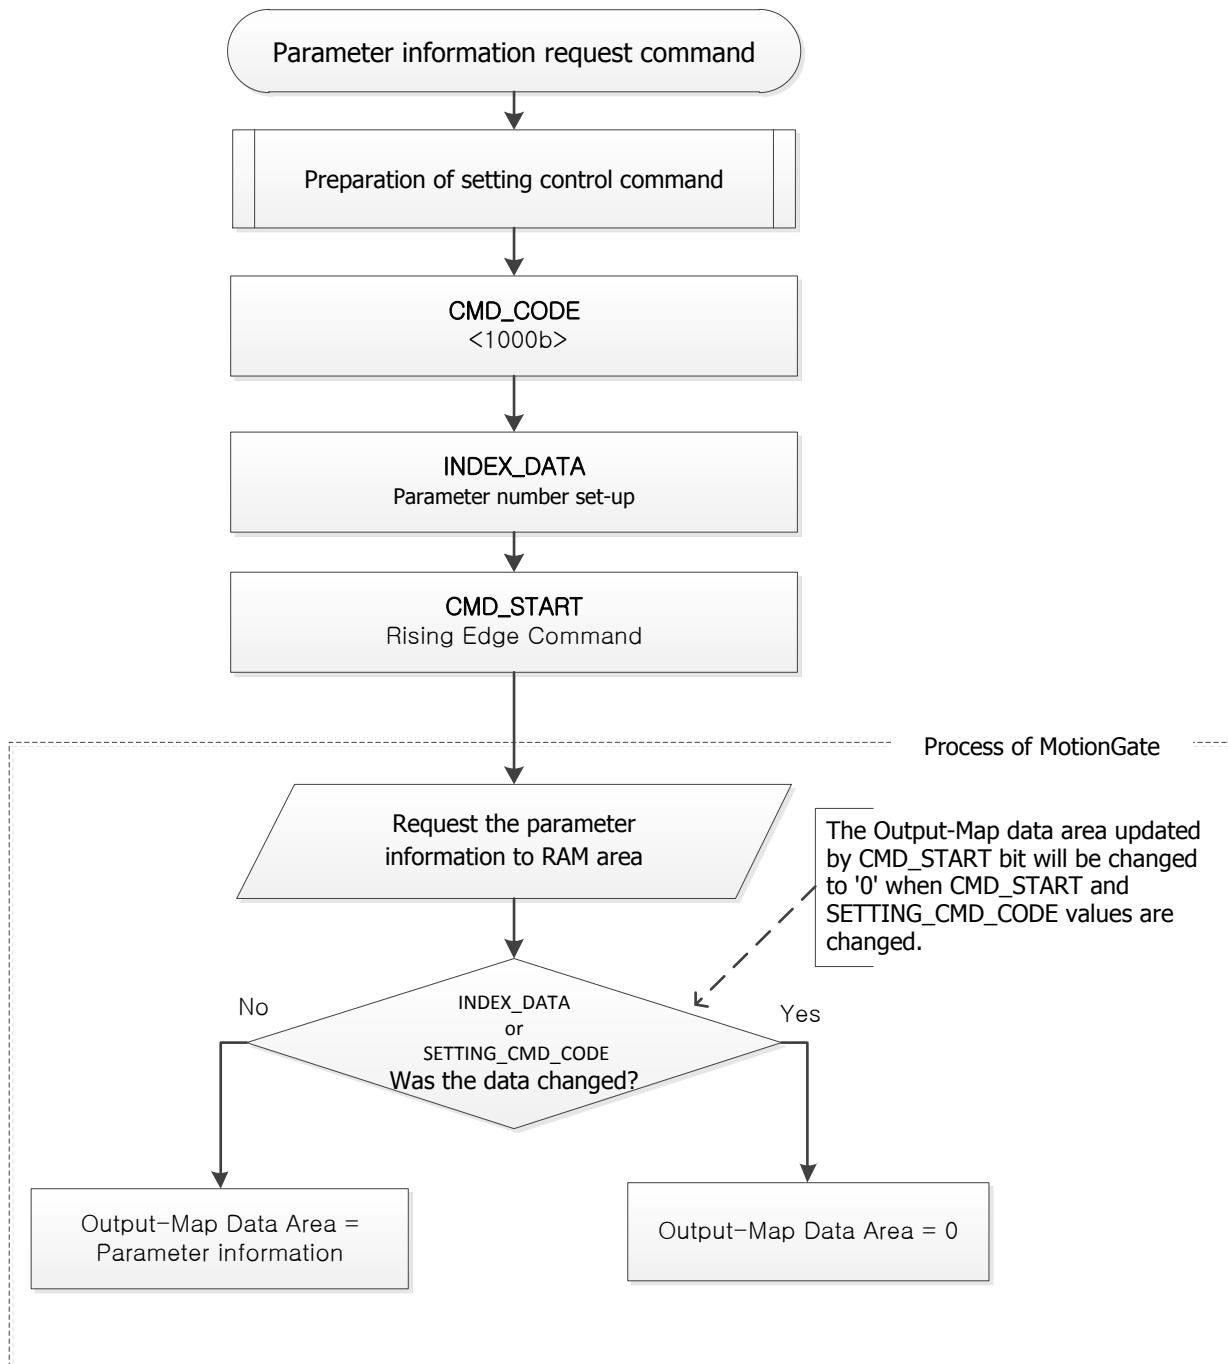 Parameter information request command
Preparation of setting control command
CMD_CODE
<1000b>
INDEX_DATA
Parameter number set-up
CMD_START
Rising Edge Command
Process of MotionGate
Request the parameter
information to RAM area
The Output-Map data area updated
by CMD_START bit will be changed
to '0' when CMD_START and
SETTING_CMD_CODE values are
changed.
No
INDEX_DATA
or
SETTING_CMD_CODE
Was the data changed?
Yes
Output-Map Data Area =
Parameter information
Output-Map Data Area = 0